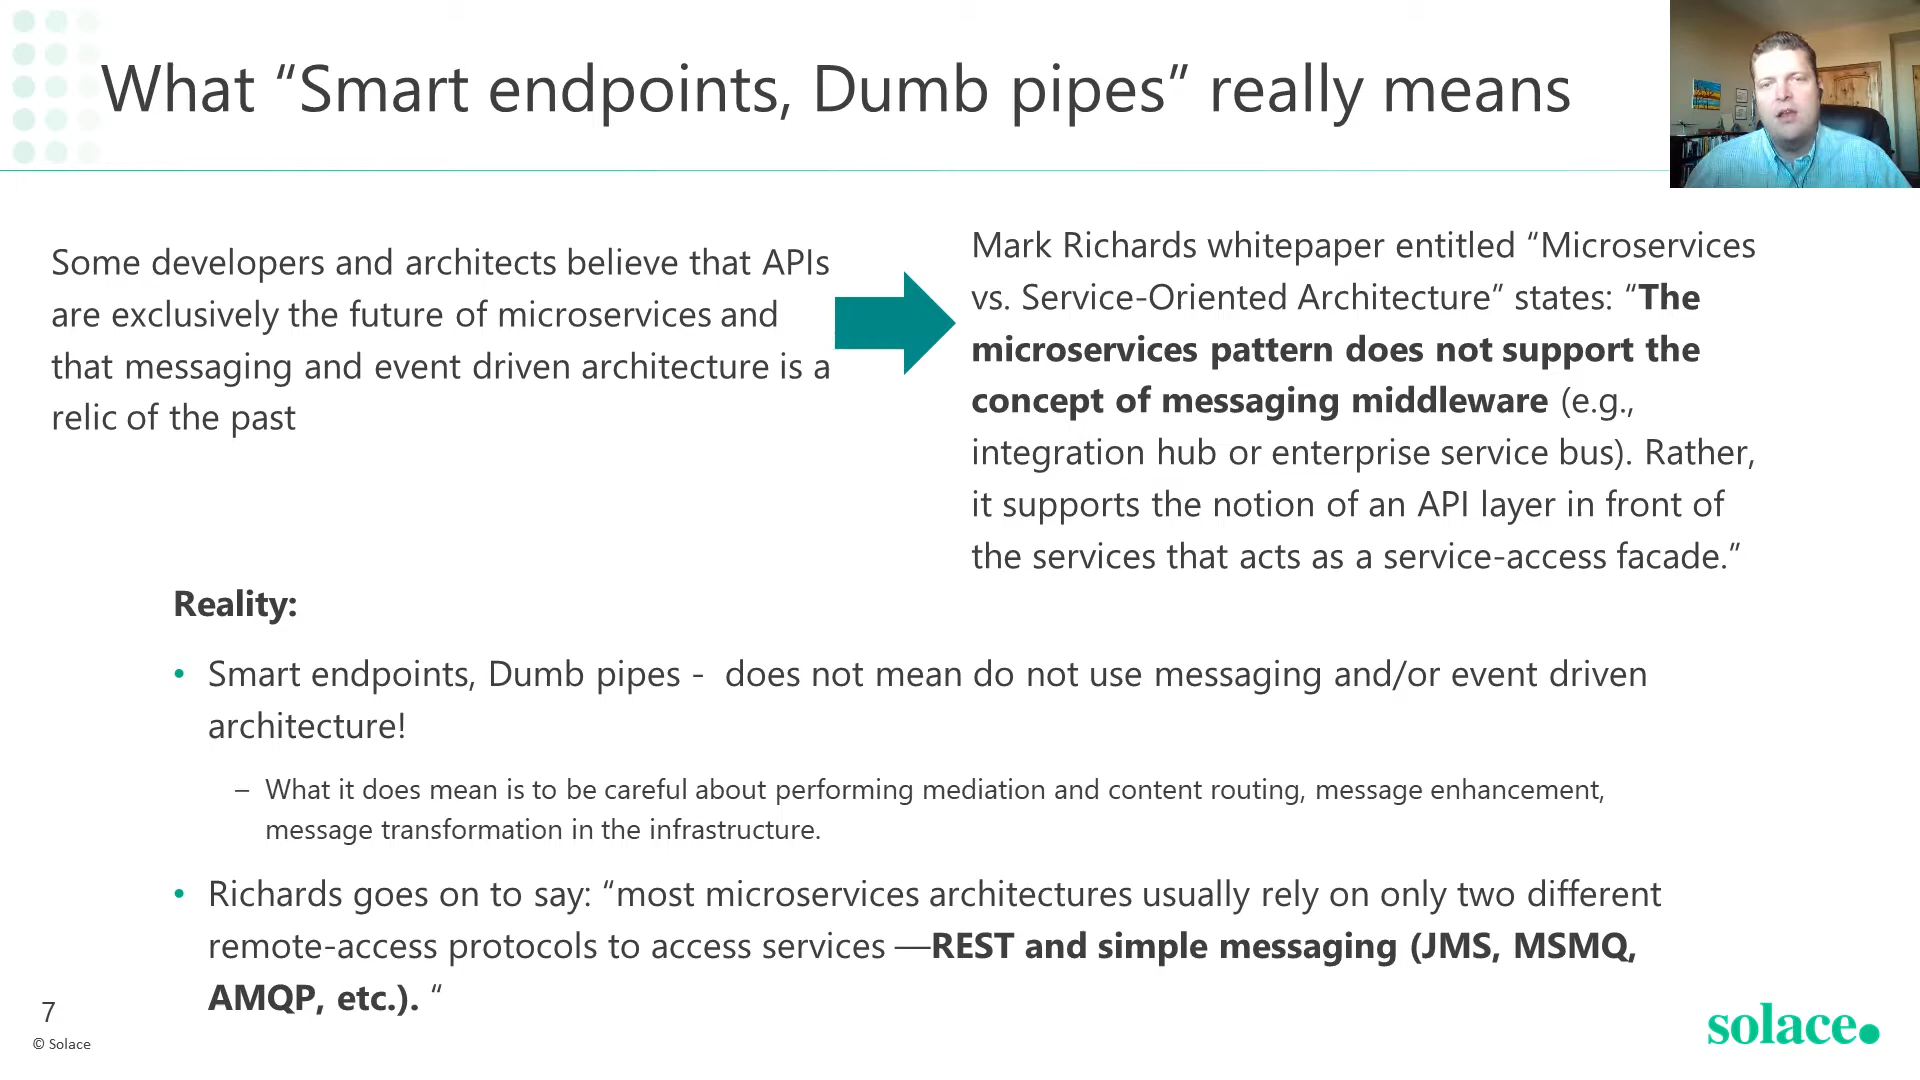 What “Smart endpoints, Dumb pipes” really means
Some developers and architects believe that APIs
are exclusively the future of microservices and
that messaging and event driven architecture is a
relic of the past
Mark Richards whitepaper entitled “Microservices
vs. Service-Oriented Architecture” states: “The
microservices pattern does not support the
concept of messaging middleware (e.g.,
integration hub or enterprise service bus). Rather,
it supports the notion of an API layer in front of
the services that acts as a service-access facade.”
Reality:
• Smart endpoints, Dumb pipes -  does not mean do not use messaging and/or event driven
architecture!
– What it does mean is to be careful about performing mediation and content routing, message enhancement,
message transformation in the infrastructure.
• Richards goes on to say: “most microservices architectures usually rely on only two different
remote-access protocols to access services —REST and simple messaging (JMS, MSMQ,
AMQP, etc.). “
7
© Solace
solace.